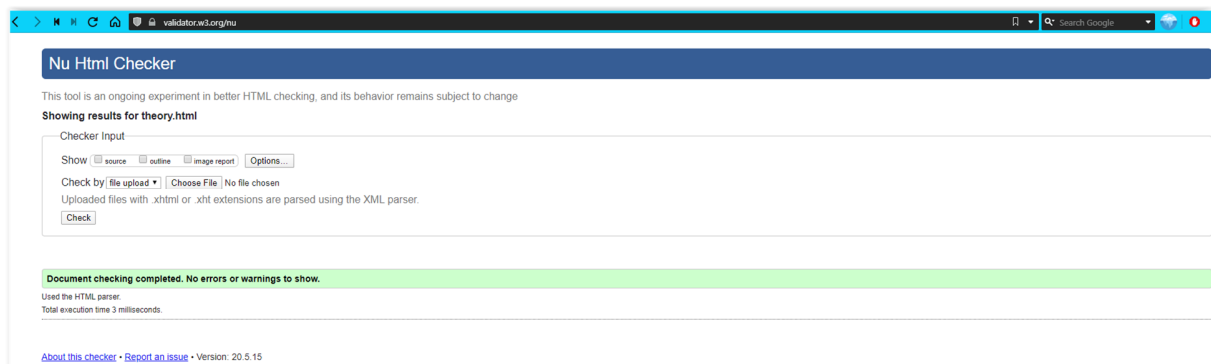 validator.w3.org/nu Search Google
Nu Html Checker
This tool is an ongoing experiment in better HTML checking, and its behavior remains subject to change
Showing results for theory.html
Checker Input
Show source outline image report Options...
Check by file upload Choose File No file chosen
Uploaded files with .xhtml or .xht extensions are parsed using the XML parser.
Check
Document checking completed. No errors or warnings to show.
Used the HTML parser.
Total execution time 3 milliseconds.
About this checker • Report an issue • Version: 20.5.15